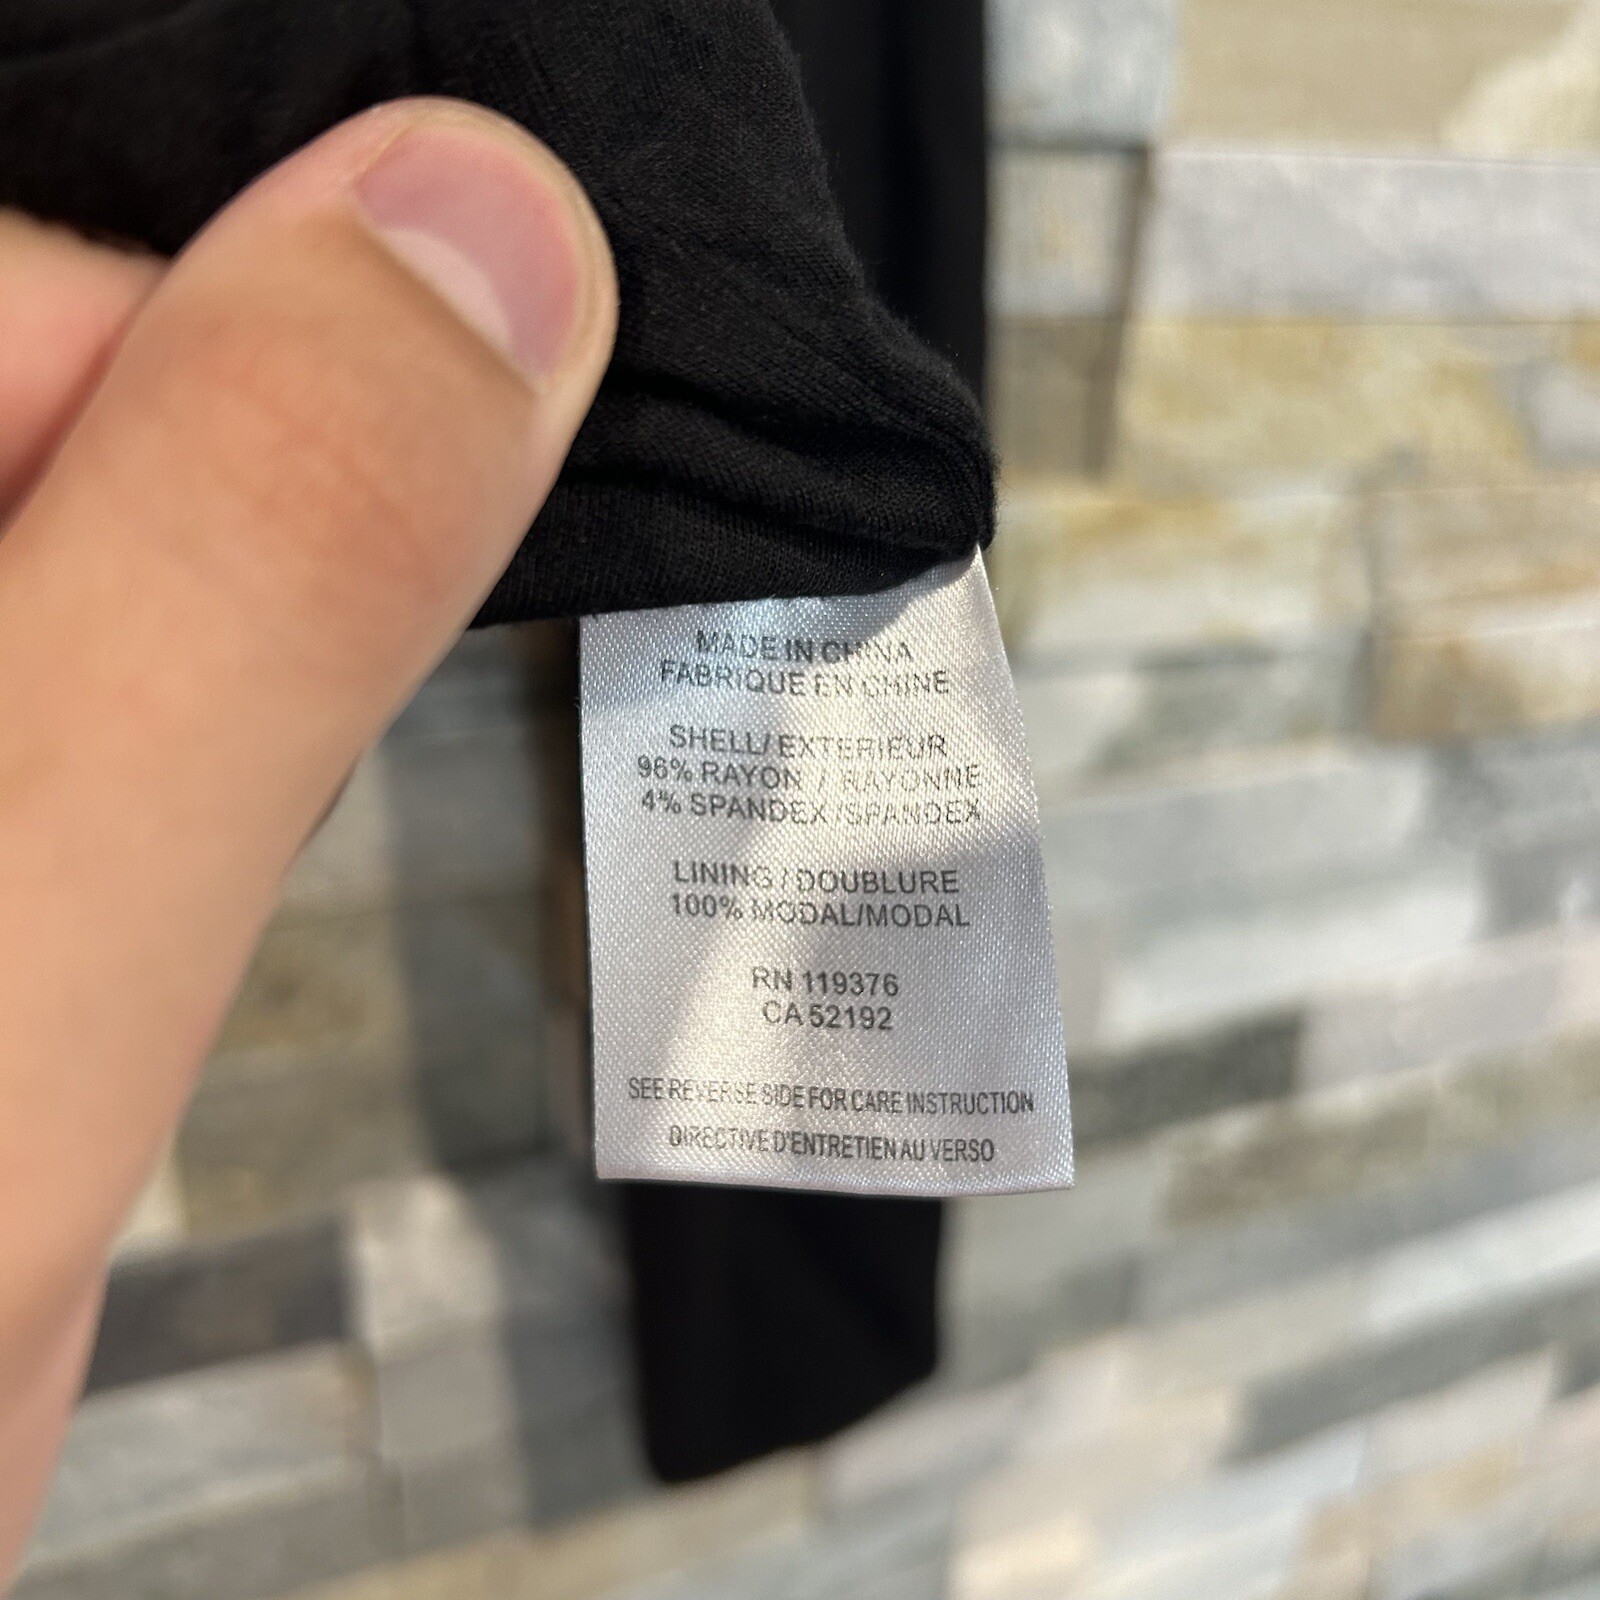 MADE IN CHINA
FABRIQUE EN CHINE
SHELL/ EXTERIEUR
96% RAYON / RAYONNE
4% SPANDEX/SPANDEX
LINING / DOUBLURE
100% MODAL/MODAL
RN 119376
CA 52192
SEE REVERSE SIDE FOR CARE INSTRUCTION
DIRECTIVE D'ENTRETIEN AU VERSO